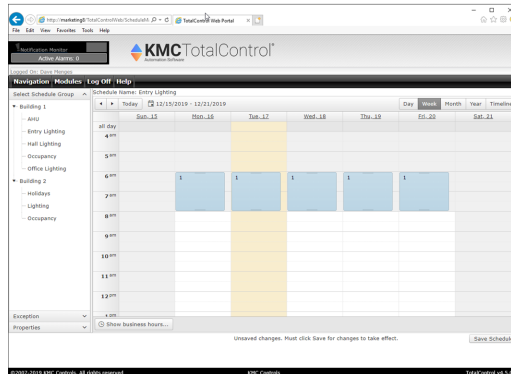 http://marketing8/TotalControlWeb/ScheduleM
TotalControl Web Portal
File Edit View Favorites Tools Help
Notification Monitor
Active Alarms: 0
KMC TotalControl
Automation Software
Logged On: Dave Menges
Navigation Modules Log Off Help
Select Schedule Group
Schedule Name: Entry Lighting
Today 12/15/2019 - 12/21/2019
Day Week Month Year Timeline
Building 1
AHU
Entry Lighting
Hall Lighting
Occupancy
Office Lighting
Building 2
Holidays
Lighting
Occupancy
Sun, 15 Mon, 16 Tue, 17 Wed, 18 Thu, 19 Fri, 20 Sat, 21
all day
4 am
5 am
6 am
1 1 1 1 1
7 am
8 am
9 am
10 am
11 am
12 pm
1 pm
Exception
Properties
Show business hours...
Unsaved changes. Must click Save for changes to take effect.
Save Schedule
©2007-2019 KMC Controls. All rights reserved
KMC Controls
TotalControl v4.5.0